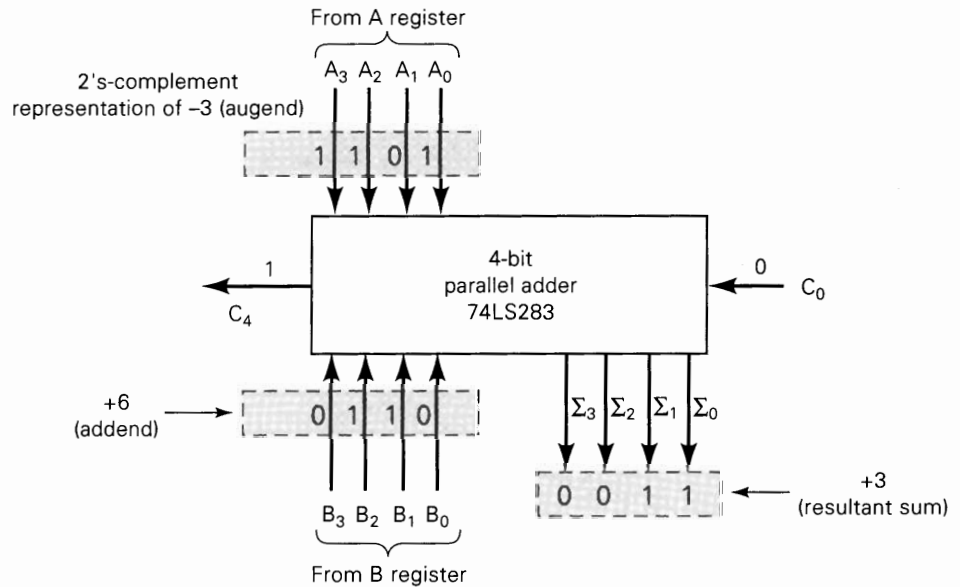 From A register
A3 A2 A1 A0
2's-complement
representation of –3 (augend)
1 1 0 1
4-bit
parallel adder
74LS283
1
C4
0
C0
+6
(addend)
0 1 1 0
Σ3 Σ2 Σ1 Σ0
0 0 1 1
+3
(resultant sum)
B3 B2 B1 B0
From B register